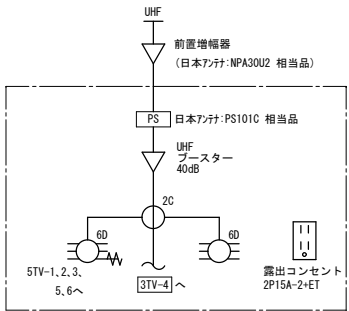 UHF
前置増幅器
(日本アンテナ:NPA30U2 相当品)
PS
日本アンテナ:PS101C 相当品
UHF
ブースター
40dB
2C
6D
6D
5TV-1、2、3、
5、6へ
3TV-4 へ
露出コンセント
2P15A-2+ET